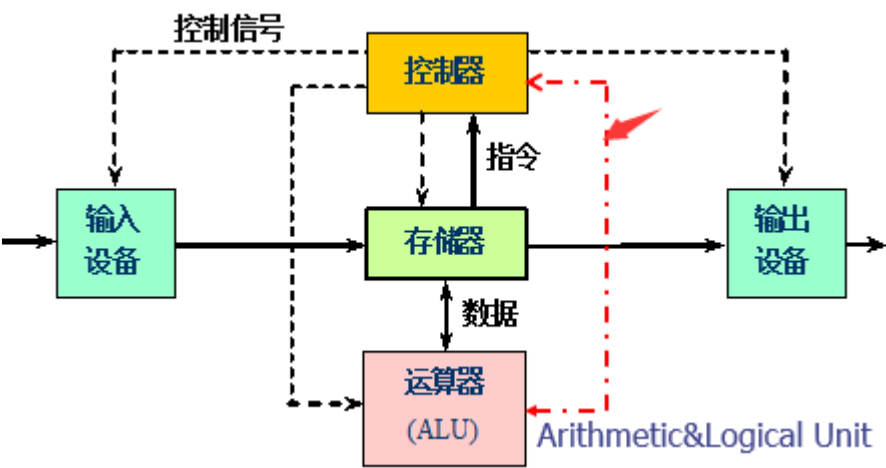 控制信号
控制器
指令
输入
设备
存储器
输出
设备
数据
运算器
(ALU)
Arithmetic&Logical Unit